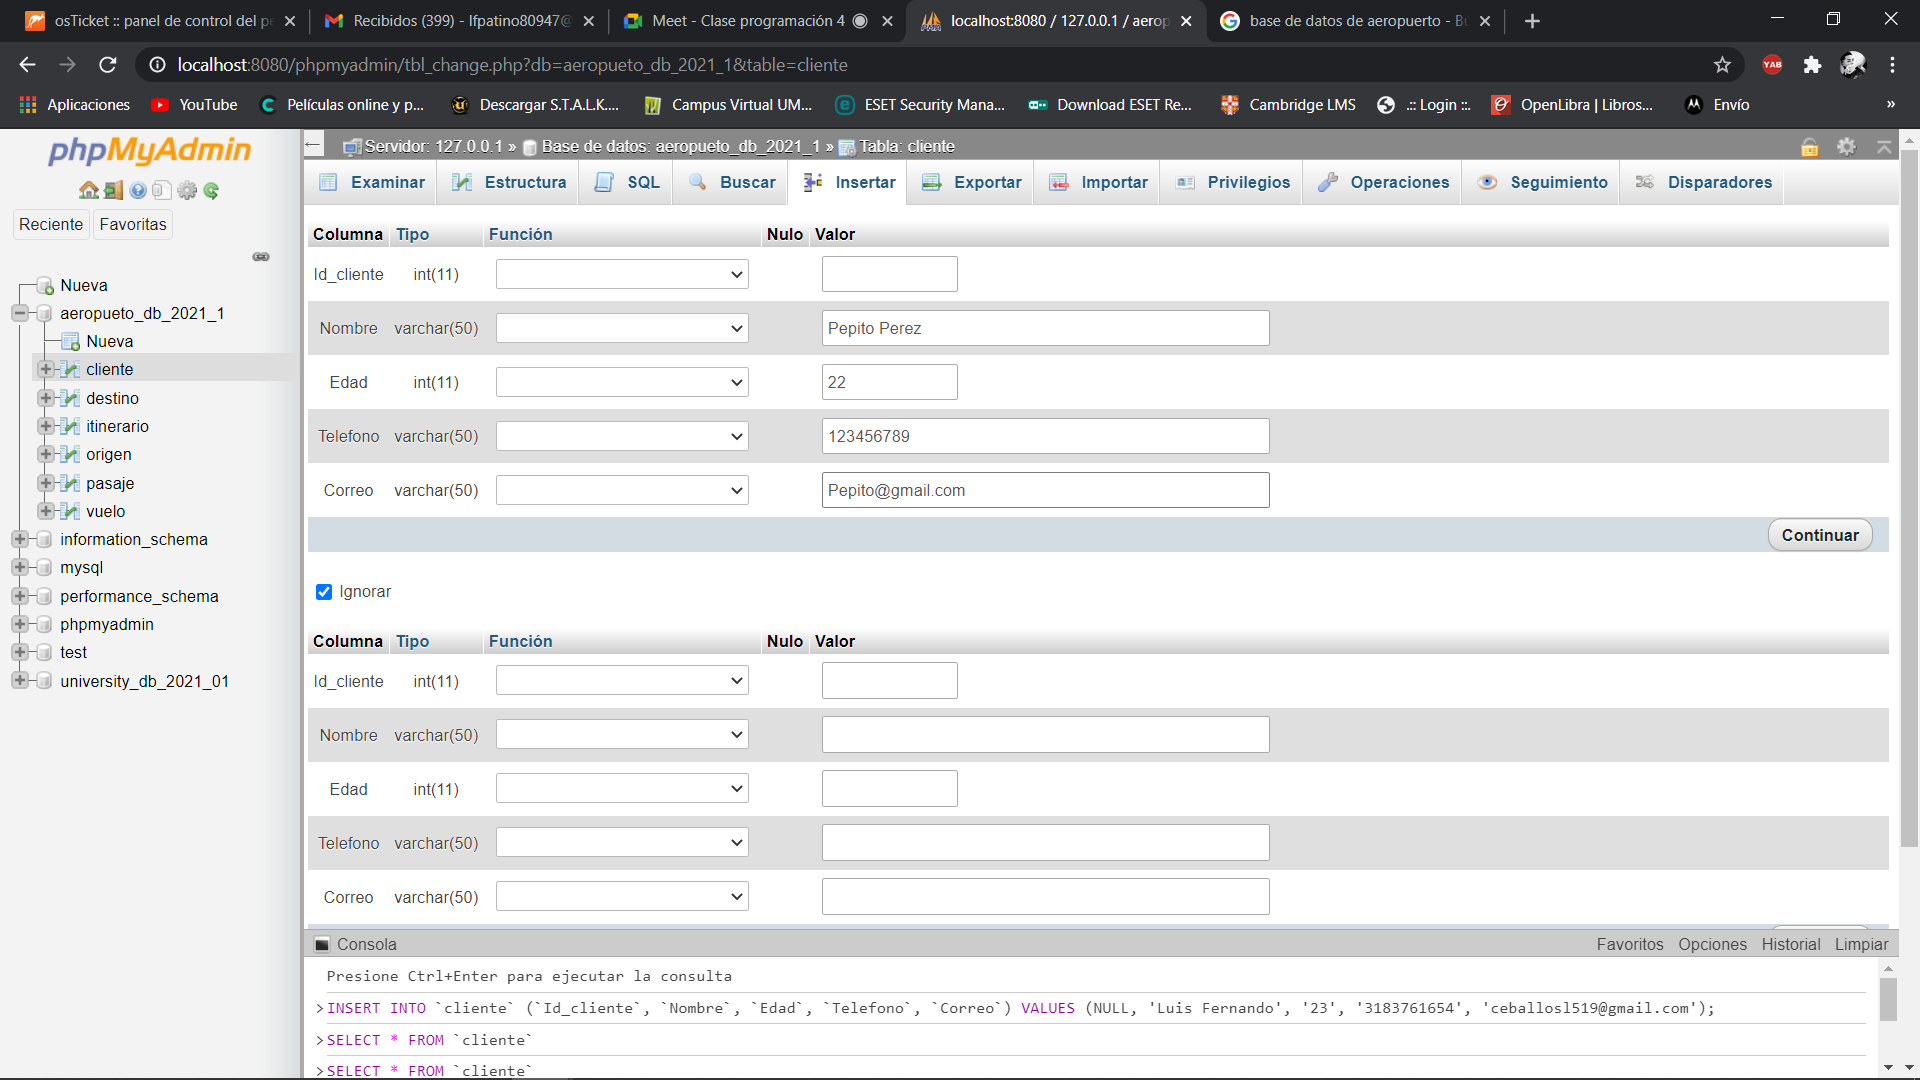 osTicket :: panel de control del pe
Recibidos (399) - lfpatino80947@
Meet - Clase programación 4
localhost:8080 / 127.0.0.1 / aerop
base de datos de aeropuerto - Bú
localhost:8080/phpmyadmin/tbl_change.php?db=aeropueto_db_2021_1&table=cliente
YAB
Aplicaciones
YouTube
Películas online y p...
Descargar S.T.A.L.K....
Campus Virtual UM...
ESET Security Mana...
Download ESET Re...
Cambridge LMS
.:: Login ::.
OpenLibra | Libros...
Envío
»
phpMyAdmin
Reciente
Favoritas
Nueva
aeropueto_db_2021_1
Nueva
cliente
destino
itinerario
origen
pasaje
vuelo
information_schema
mysql
performance_schema
phpmyadmin
test
university_db_2021_01
Servidor: 127.0.0.1 » Base de datos: aeropueto_db_2021_1 » Tabla: cliente
Examinar
Estructura
SQL
Buscar
Insertar
Exportar
Importar
Privilegios
Operaciones
Seguimiento
Disparadores
Columna Tipo Función Nulo Valor
Id_cliente int(11)
Nombre varchar(50) Pepito Perez
Edad int(11) 22
Telefono varchar(50) 123456789
Correo varchar(50) Pepito@gmail.com
Continuar
Ignorar
Columna Tipo Función Nulo Valor
Id_cliente int(11)
Nombre varchar(50)
Edad int(11)
Telefono varchar(50)
Correo varchar(50)
Consola
Favoritos Opciones Historial Limpiar
Presione Ctrl+Enter para ejecutar la consulta
>INSERT INTO `cliente` (`Id_cliente`, `Nombre`, `Edad`, `Telefono`, `Correo`) VALUES (NULL, 'Luis Fernando', '23', '3183761654', 'ceballosl519@gmail.com');
>SELECT * FROM `cliente`
>SELECT * FROM `cliente`